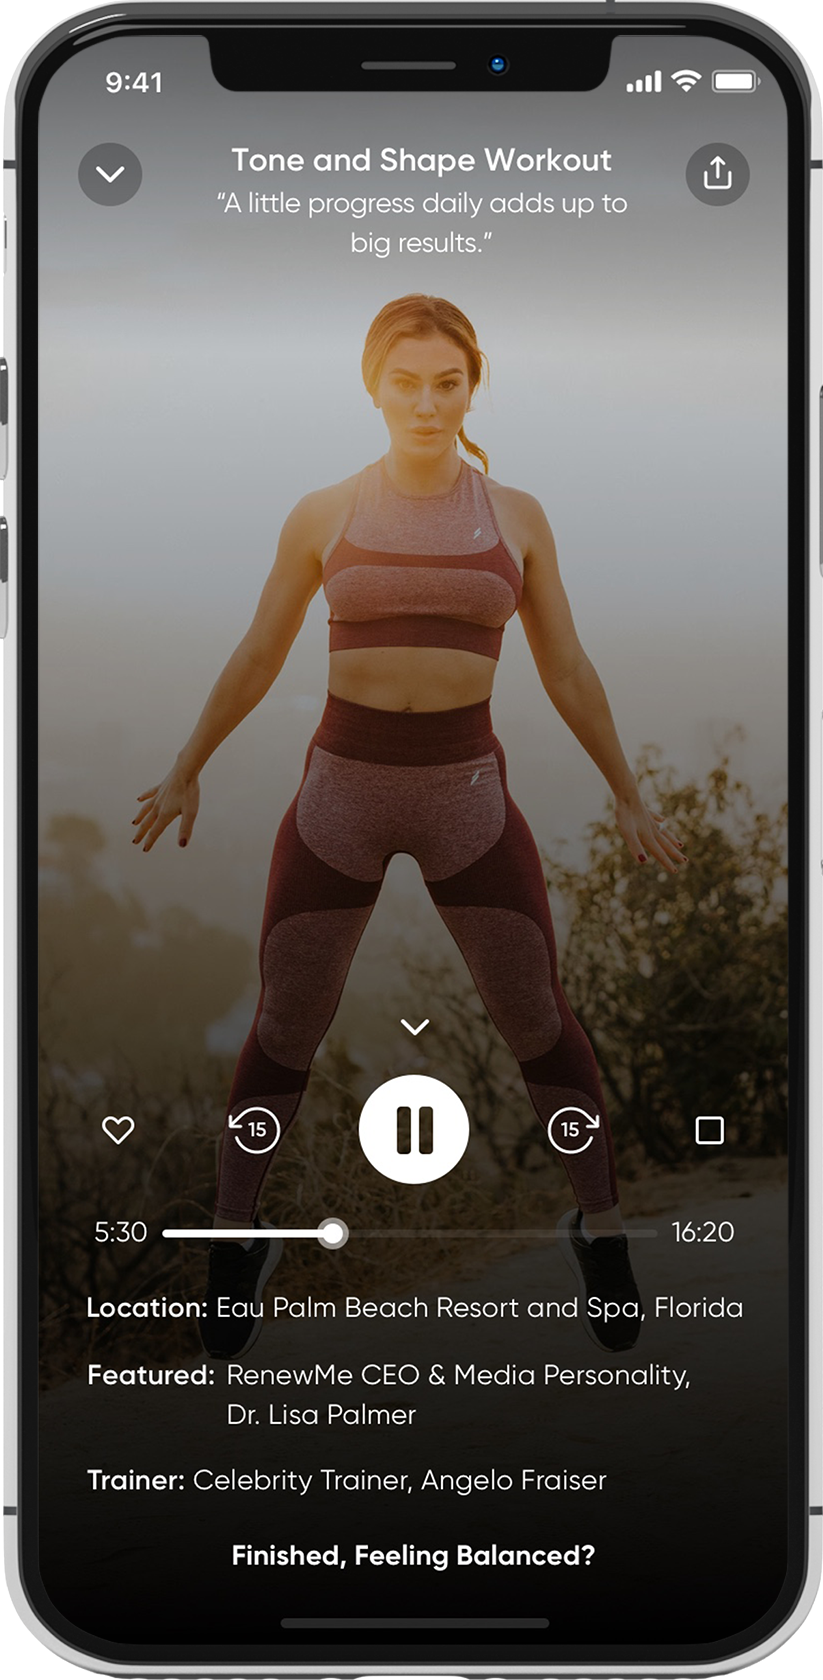 9:41
Tone and Shape Workout
“A little progress daily adds up to
big results.”
15
15
5:30
16:20
Location: Eau Palm Beach Resort and Spa, Florida
Featured: RenewMe CEO & Media Personality,
Dr. Lisa Palmer
Trainer: Celebrity Trainer, Angelo Fraiser
Finished, Feeling Balanced?